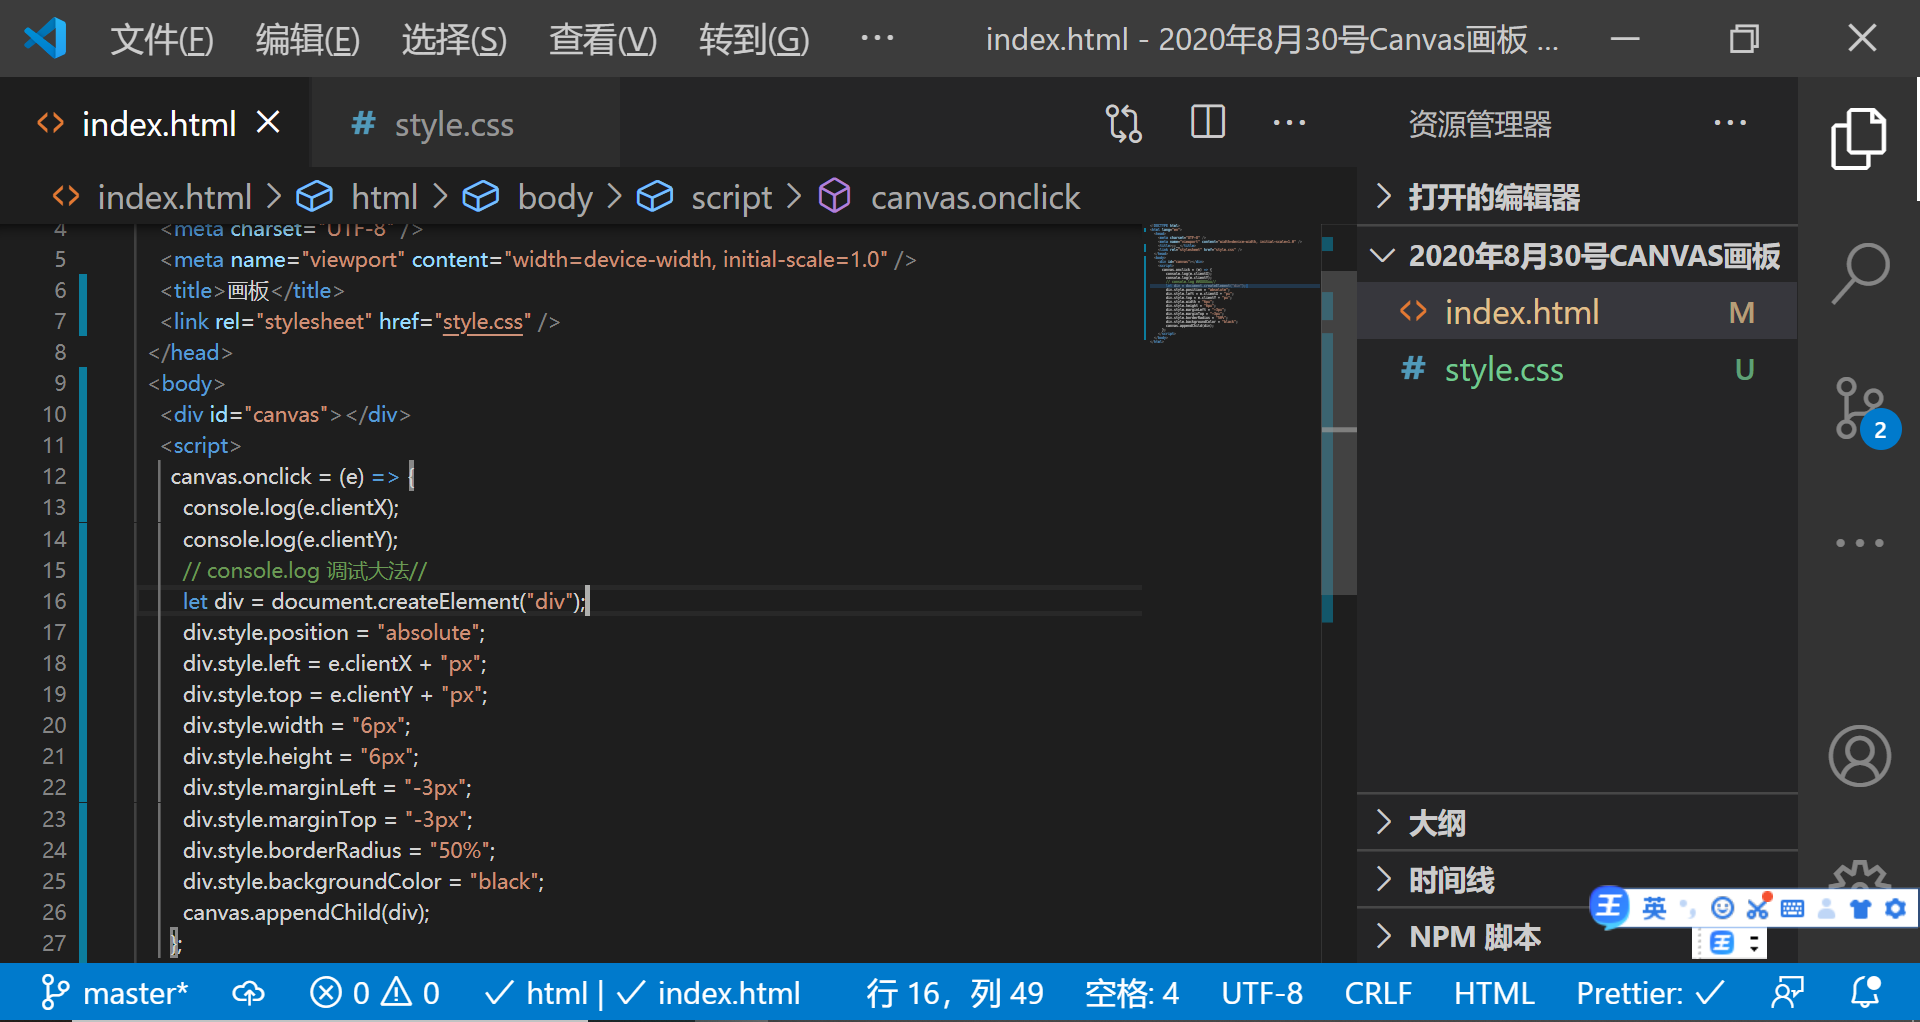 文件(F) 编辑(E) 选择(S) 查看(V) 转到(G) ··· index.html - 2020年8月30号Canvas画板 ...
index.html style.css
index.html > html > body > script > canvas.onclick
4 <meta charset="UTF-8" />
5 <meta name="viewport" content="width=device-width, initial-scale=1.0" />
6 <title>画板</title>
7 <link rel="stylesheet" href="style.css" />
8 </head>
9 <body>
10 <div id="canvas"></div>
11 <script>
12 canvas.onclick = (e) => {
13 console.log(e.clientX);
14 console.log(e.clientY);
15 // console.log 调试大法//
16 let div = document.createElement("div");
17 div.style.position = "absolute";
18 div.style.left = e.clientX + "px";
19 div.style.top = e.clientY + "px";
20 div.style.width = "6px";
21 div.style.height = "6px";
22 div.style.marginLeft = "-3px";
23 div.style.marginTop = "-3px";
24 div.style.borderRadius = "50%";
25 div.style.backgroundColor = "black";
26 canvas.appendChild(div);
27 };
资源管理器
打开的编辑器
2020年8月30号CANVAS画板
index.html M
# style.css U
2
大纲
时间线
NPM 脚本
王 英
master* 0 0 html | index.html 行 16，列 49 空格: 4 UTF-8 CRLF HTML Prettier: